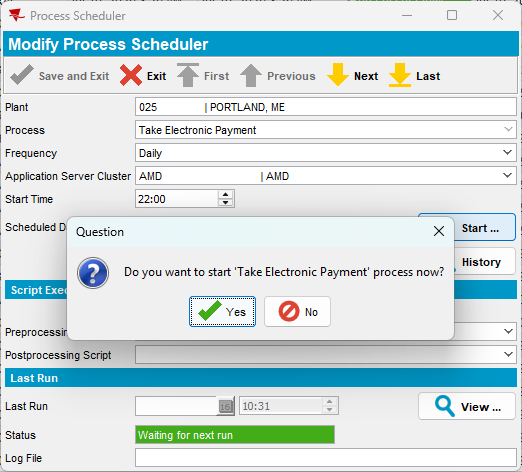 Process Scheduler
Modify Process Scheduler
Save and Exit Exit First Previous Next Last
Plant 025 | PORTLAND, ME
Process Take Electronic Payment
Frequency Daily
Application Server Cluster AMD | AMD
Start Time 22:00
Scheduled D Start ...
Question
Do you want to start 'Take Electronic Payment' process now?
Yes No
History
Script Exec
Preprocessin
Postprocessing Script
Last Run
Last Run 16 10:31 View ...
Status Waiting for next run
Log File